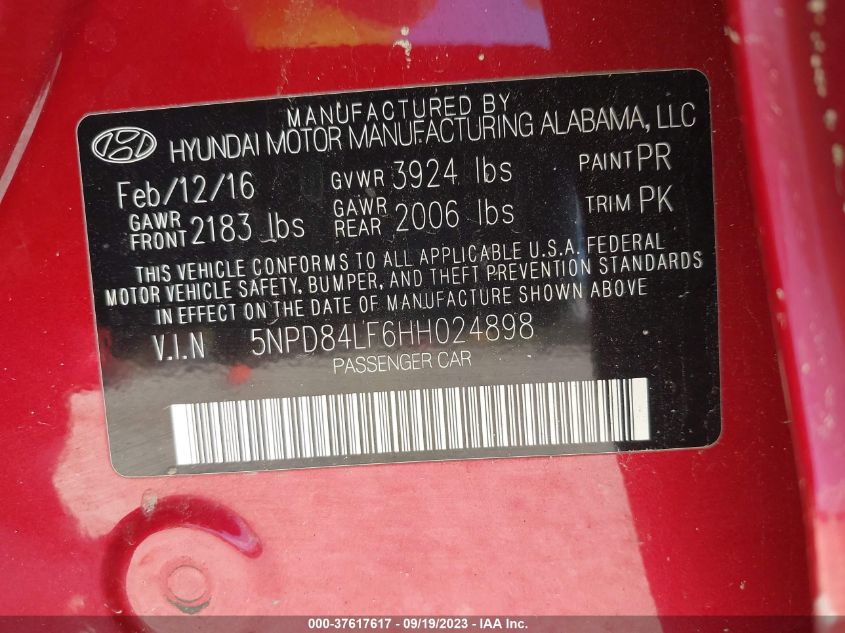 MANUFACTURED BY
HYUNDAI MOTOR MANUFACTURING ALABAMA, LLC
Feb/12/16 GVWR 3924 lbs PAINT PR
GAWR FRONT 2183 lbs GAWR REAR 2006 lbs TRIM PK
THIS VEHICLE CONFORMS TO ALL APPLICABLE U.S.A. FEDERAL
MOTOR VEHICLE SAFETY, BUMPER, AND THEFT PREVENTION STANDARDS
IN EFFECT ON THE DATE OF MANUFACTURE SHOWN ABOVE
V.I.N 5NPD84LF6HH024898
PASSENGER CAR
000-37617617 - 09/19/2023 - IAA Inc.